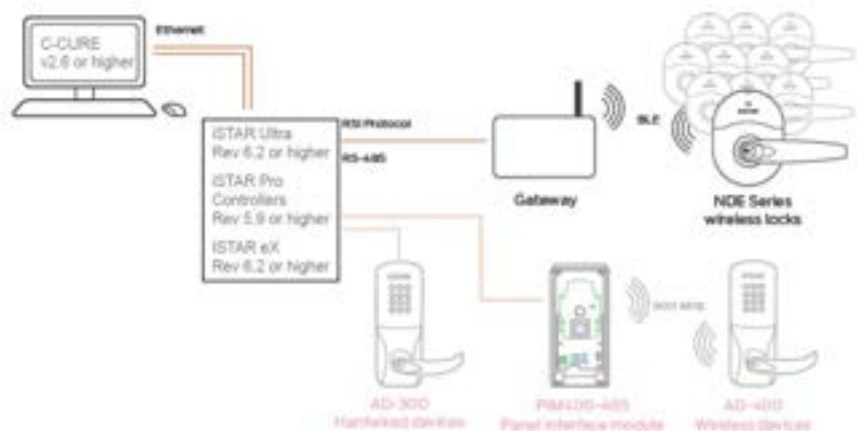 C-CURE
v2.6 or higher
Ethernet
iSTAR Ultra
Rev 6.2 or higher
iSTAR Pro
Controllers
Rev 5.9 or higher
ISTAR eX
Rev 6.2 or higher
RSI Protocol
RS-485
Gateway
BLE
NDE Series
wireless locks
AD-300
Hardwired devices
PIM400-485
Panel interface module
AD-400
Wireless devices